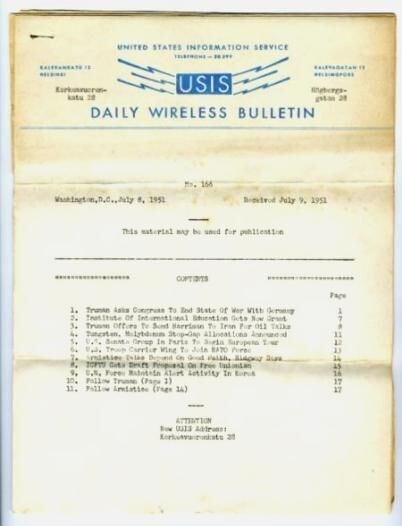 UNITED STATES INFORMATION SERVICE
TELEPHONE — 20 299
KALEVANKATU 12
HELSINKI
KALEVAGATAN 12
HELSINGFORS
Korkeavuoren-
katu 28
USIS
Högbergs-
gatan 28
DAILY WIRELESS BULLETIN
No. 166
Washington,D.C.,July 8, 1951
Received July 9, 1951
This material may be used for publication
CONTENTS
Page
1. Truman Asks Congress To End State Of War With Germany 1
2. Institute Of International Education Gets New Grant 7
3. Truman Offers To Send Harriman To Iran For Oil Talks 8
4. Tungsten, Molybdenum Stop-Gap Allocations Announced 11
5. U.S. Senate Group In Paris To Begin European Tour 12
6. U.S. Troop Carrier Wing To Join NATO Force 13
7. Armistice Talks Depend On Good Faith, Ridgway Says 14
8. ICFTU Gets Draft Proposal On Free Unionism 15
9. U.N. Force Maintain Alert Activity In Korea 16
10. Follow Truman (Page 1) 17
11. Follow Armistice (Page 14) 17
ATTENTION
New USIS Address:
Korkeavuorenkatu 28